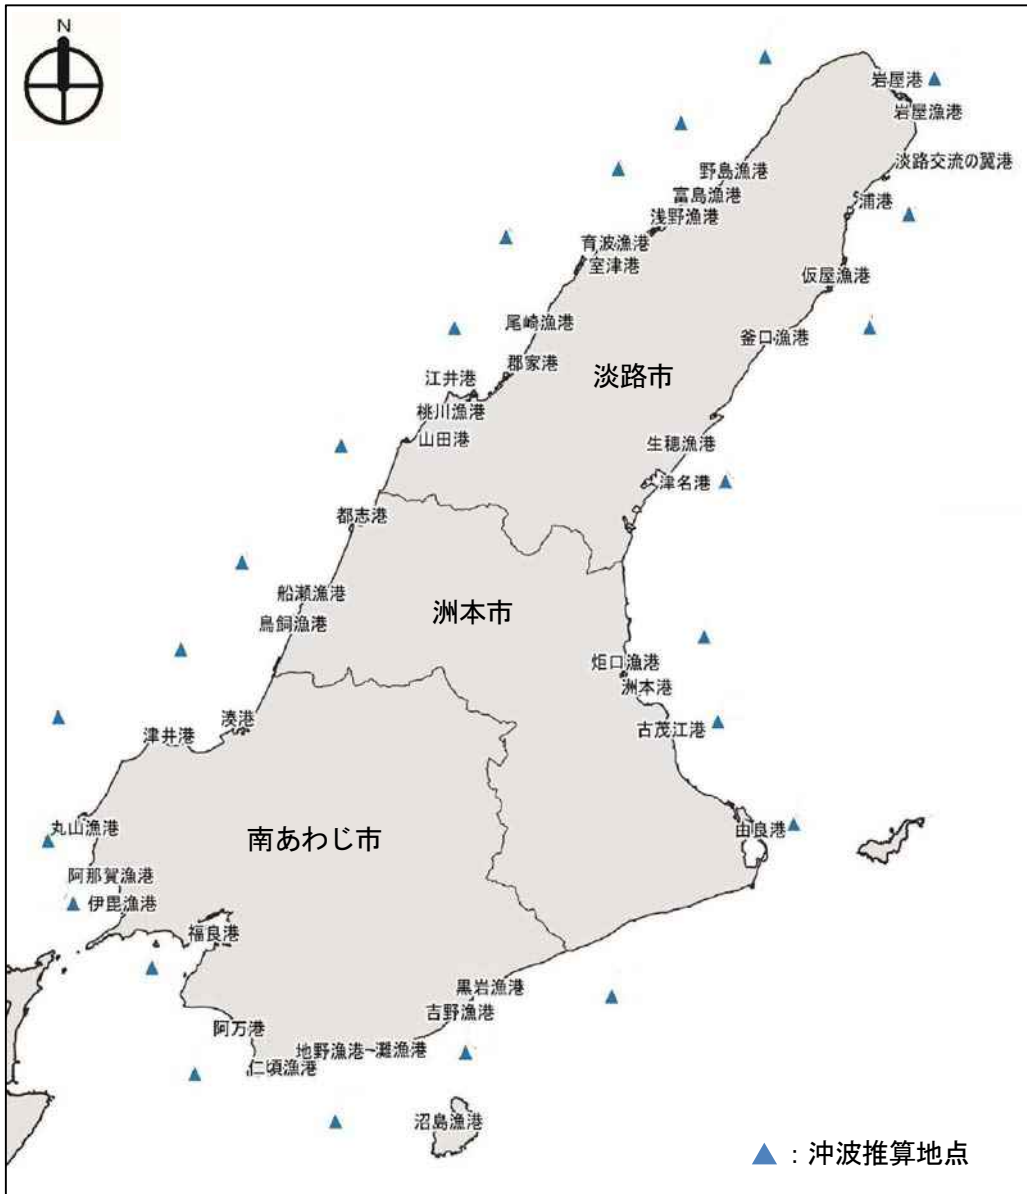 N
岩屋港
岩屋漁港
淡路交流の翼港
野島漁港
富島漁港
浦港
浅野漁港
育波漁港
室津港
仮屋漁港
尾崎漁港
釜口漁港
郡家港
淡路市
江井港
桃川漁港
山田港
生穂漁港
津名港
都志港
船瀬漁港
鳥飼漁港
洲本市
炬口漁港
洲本港
古茂江港
湊港
津井港
丸山漁港
南あわじ市
由良港
阿那賀漁港
伊毘漁港
福良港
黒岩漁港
吉野漁港
阿万港
地野漁港
灘漁港
仁頃漁港
沼島漁港
▲：沖波推算地点